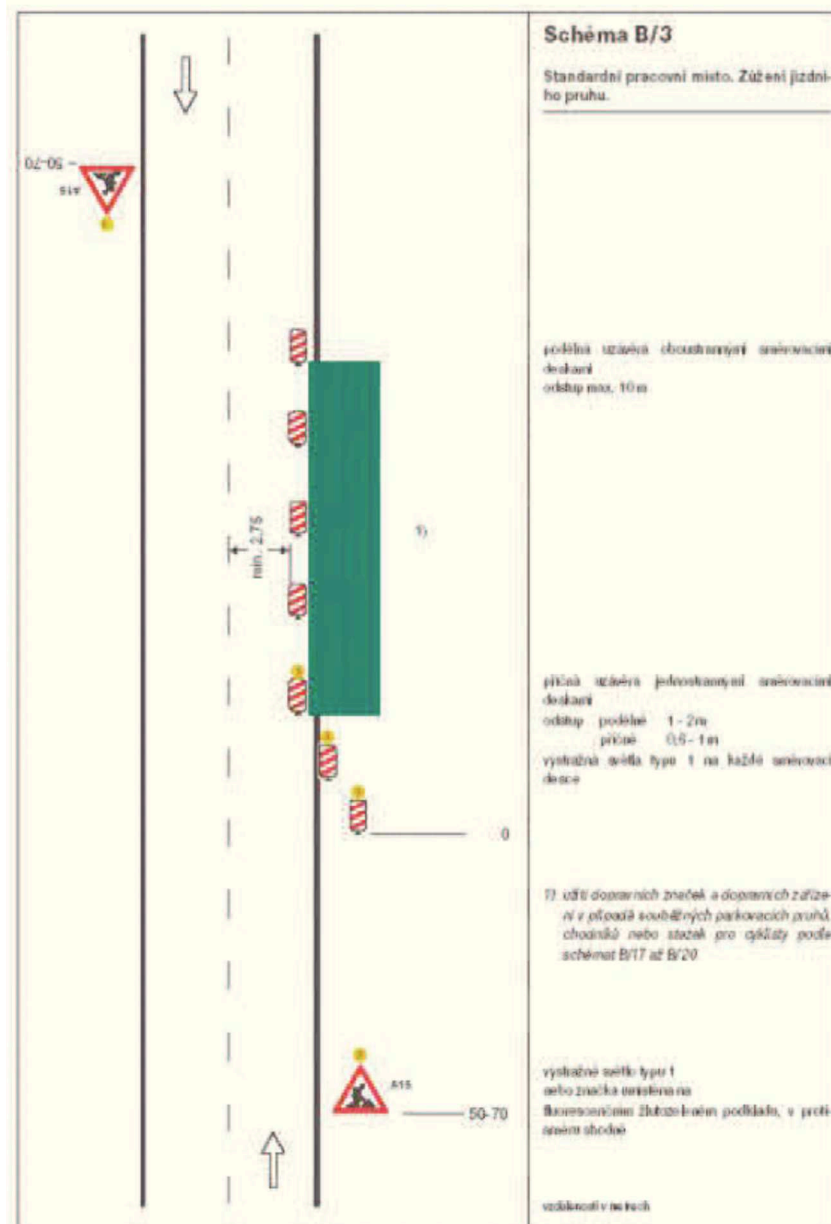 Schéma B/3
Standardní pracovní místo. Zúžení jízdní-
ho pruhu.
50-70
A15
podélná uzávěra oboustrannými směrovacími
deskami
odstup max. 10 m
min. 2,75
1)
příčná uzávěra jednostrannými směrovacími
deskami
odstup podélně 1 - 2m
příčně 0,6 - 1m
výstražná světla typu 1 na každé směrovací
desce
0
1) užití dopravních značek a dopravních zaříze-
ní v případě souběžných parkovacích pruhů,
chodníků nebo stezek pro cyklisty podle
schémat B/17 až B/20
výstražné světlo typu 1
nebo značka umístěna na
fluorescenčním žlutozeleném podkladu, v proti-
směru shodně
A15
50-70
vzdálenosti v metrech